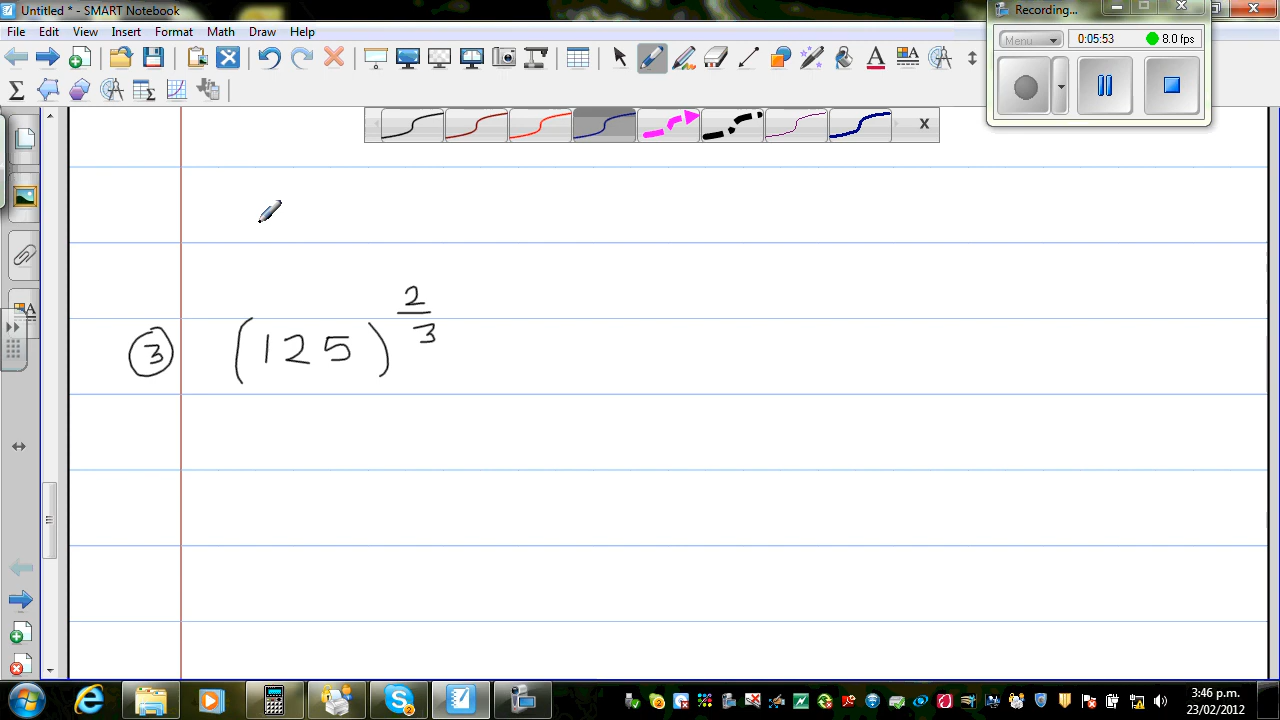 Untitled * - SMART Notebook
Recording...
File Edit View Insert Format Math Draw Help
Menu
0:05:53
8.0 fps
x
③ (125)^(2/3)
3:46 p.m.
23/02/2012